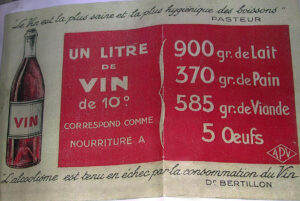 "Le Vin est la plus saine et la plus hygiénique des boissons"
PASTEUR
UN LITRE
DE
VIN
de 10°
CORRESPOND COMME
NOURRITURE A
900 gr. de Lait
370 gr. de Pain
585 gr. de Viande
5 Oeufs
VIN
A.P.V.
L'alcoolisme est tenu en échec par la consommation du Vin
Dr BERTILLON